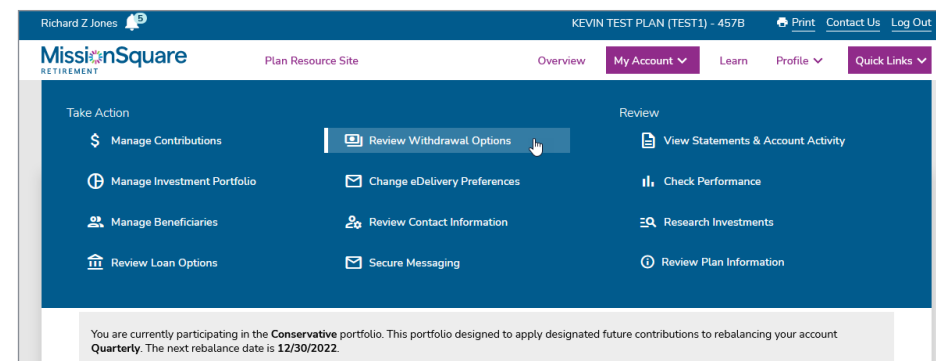 Richard Z Jones 5 KEVIN TEST PLAN (TEST1) - 457B Print Contact Us Log Out
MissionSquare
RETIREMENT
Plan Resource Site Overview My Account Learn Profile Quick Links
Take Action Review
$ Manage Contributions Review Withdrawal Options View Statements & Account Activity
Manage Investment Portfolio Change eDelivery Preferences Check Performance
Manage Beneficiaries Review Contact Information Research Investments
Review Loan Options Secure Messaging Review Plan Information
You are currently participating in the Conservative portfolio. This portfolio designed to apply designated future contributions to rebalancing your account
Quarterly. The next rebalance date is 12/30/2022.